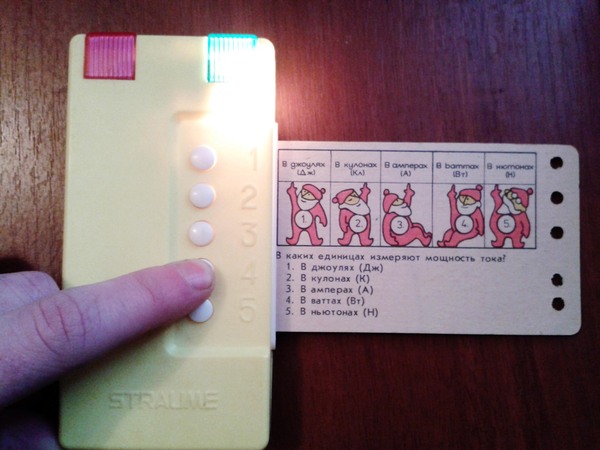 1
2
3
4
5
STRAUME
В джоулях
(Дж)
В кулонах
(Кл)
В амперах
(А)
В ваттах
(Вт)
В ньютонах
(Н)
1.
2.
3.
4.
5
В каких единицах измеряют мощность тока?
1. В джоулях (Дж)
2. В кулонах (К)
3. В амперах (А)
4. В ваттах (Вт)
5. В ньютонах (Н)